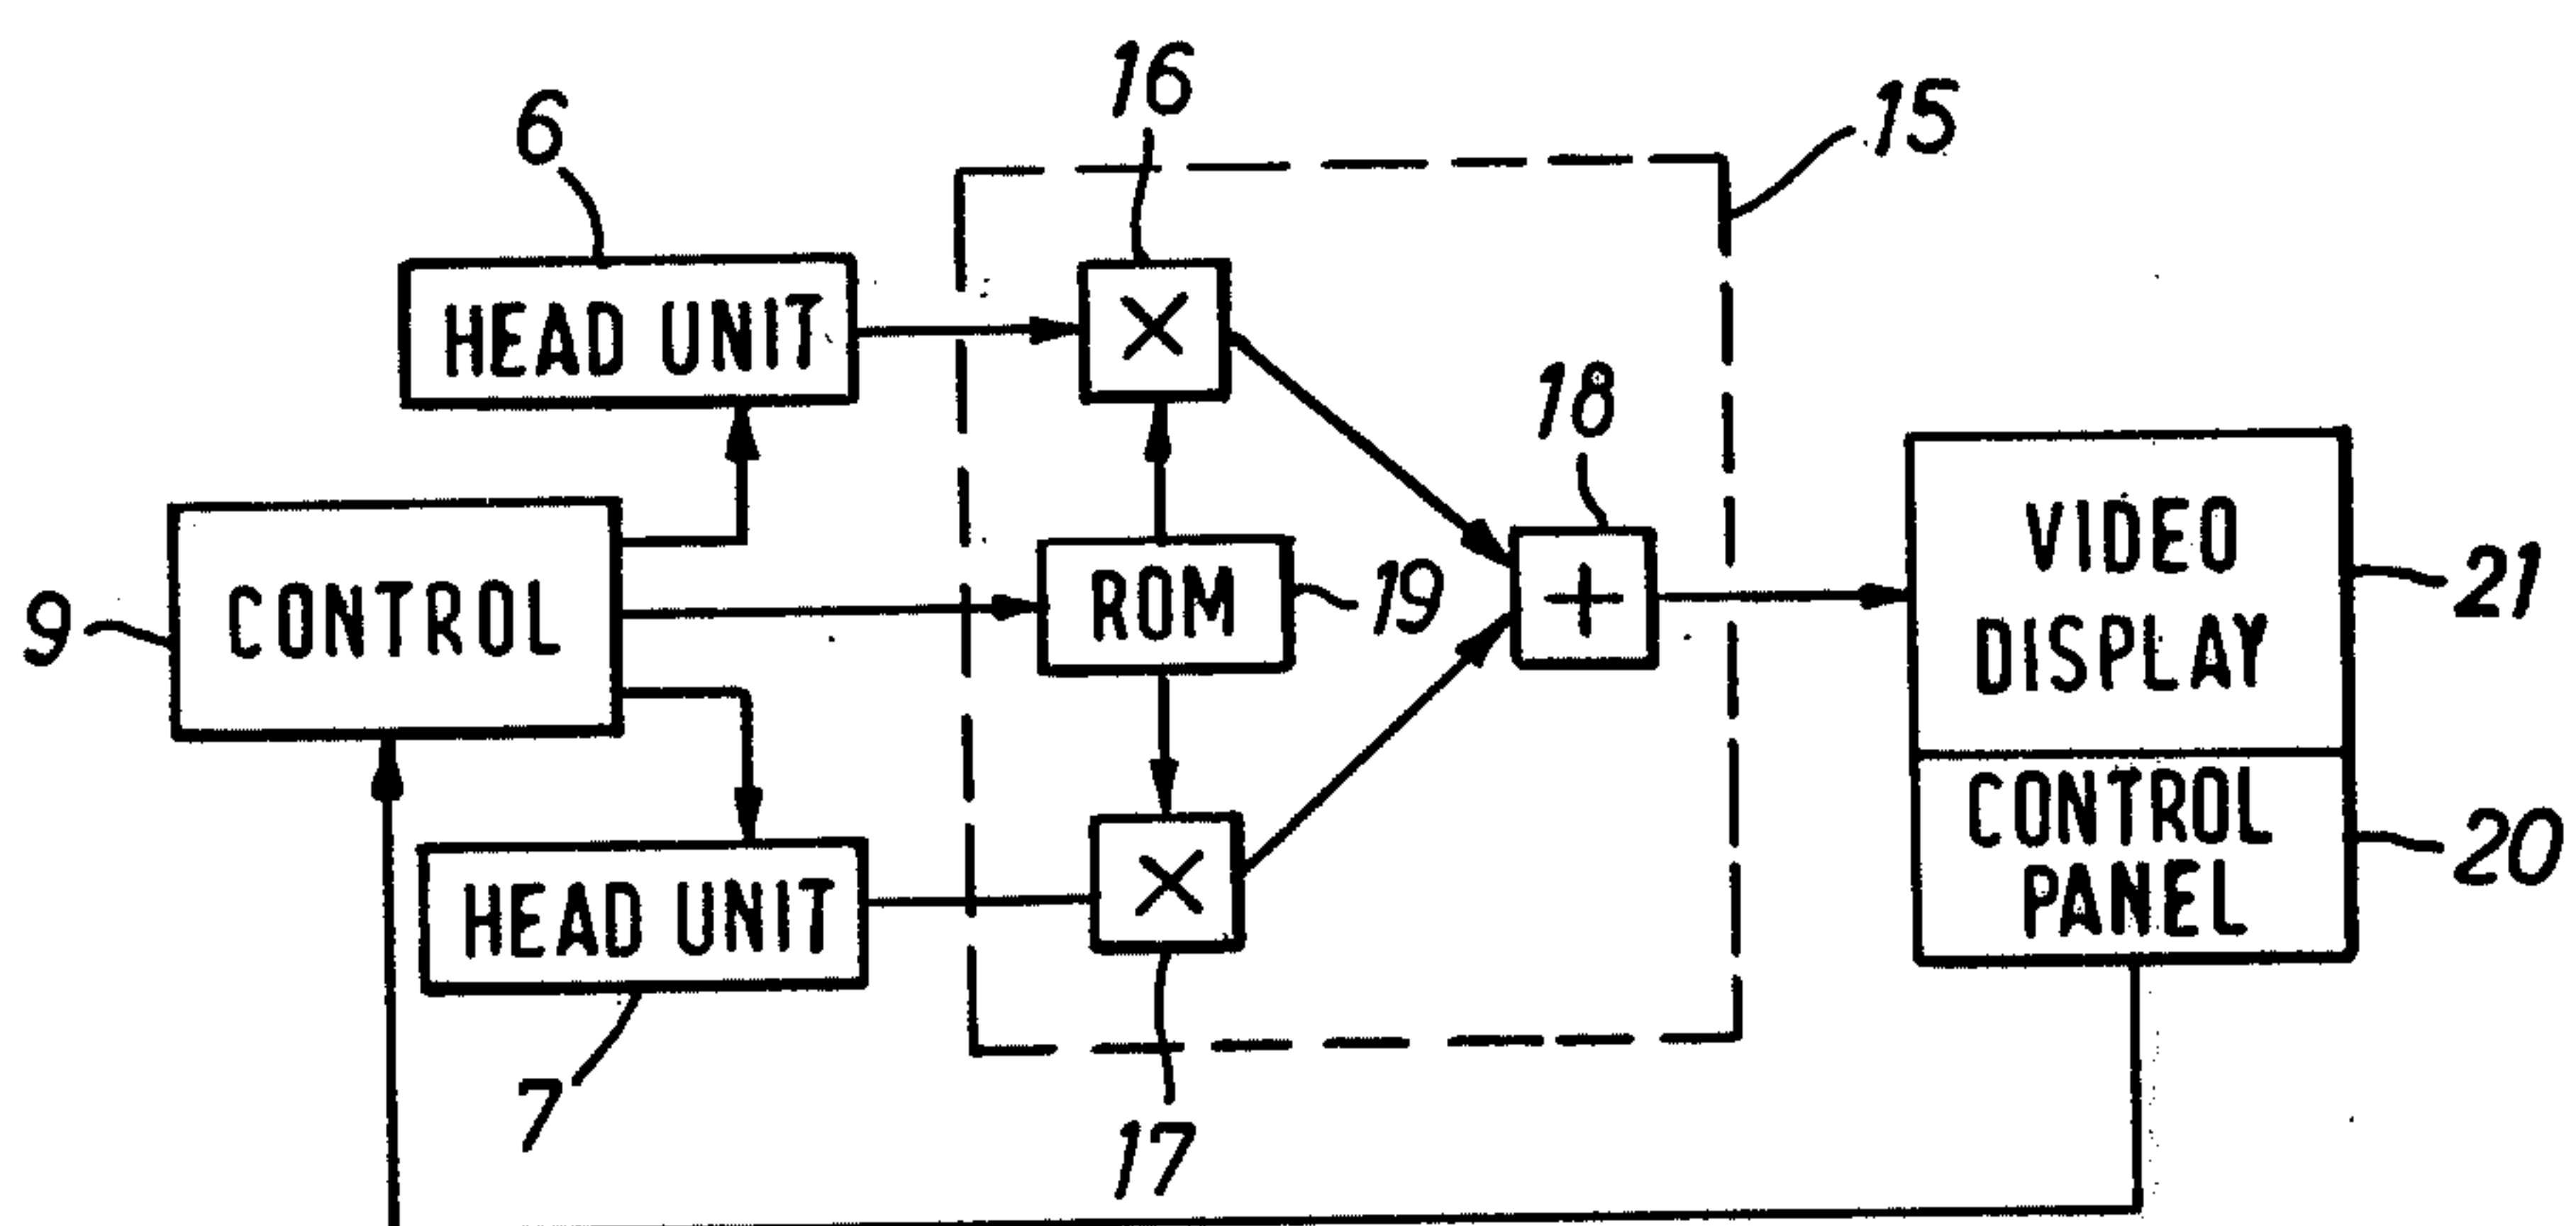 16
15
6
HEAD UNIT
×
18
VIDEO
DISPLAY
21
9
CONTROL
ROM
19
+
CONTROL
PANEL
20
HEAD UNIT
×
7
17